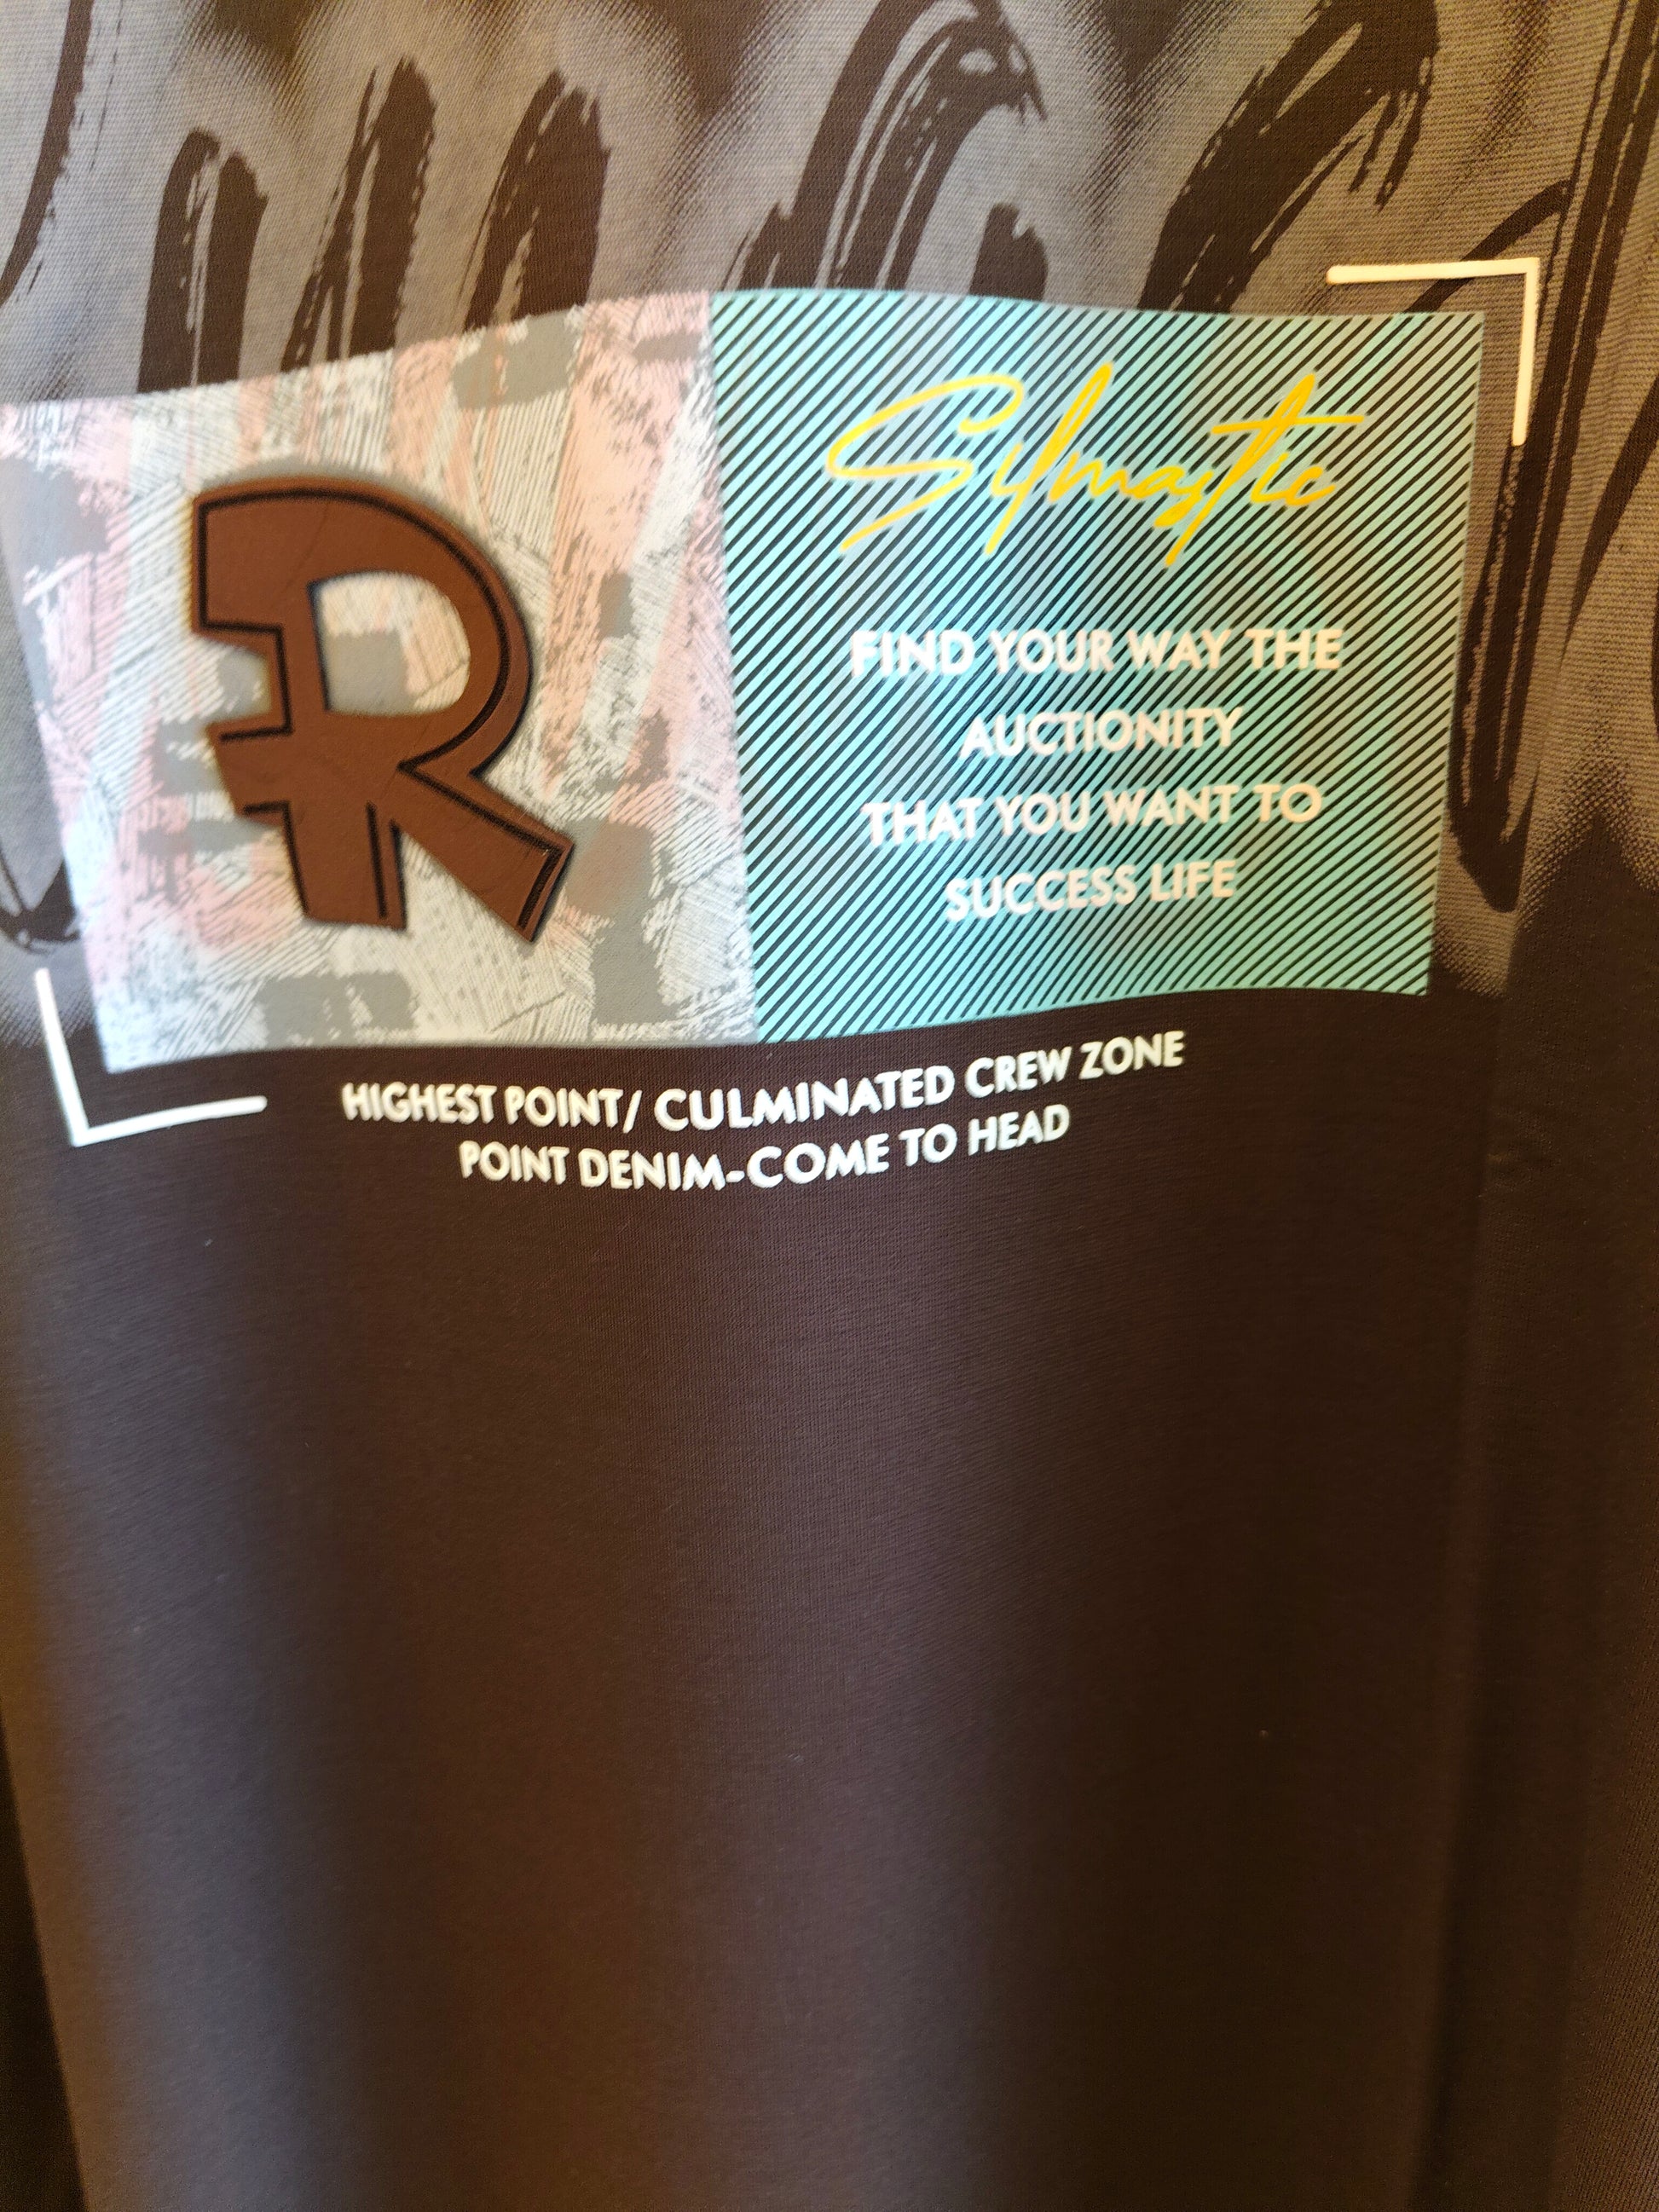 R
Sylmastic
FIND YOUR WAY THE
AUCTIONITY
THAT YOU WANT TO
SUCCESS LIFE
HIGHEST POINT/ CULMINATED CREW ZONE
POINT DENIM-COME TO HEAD